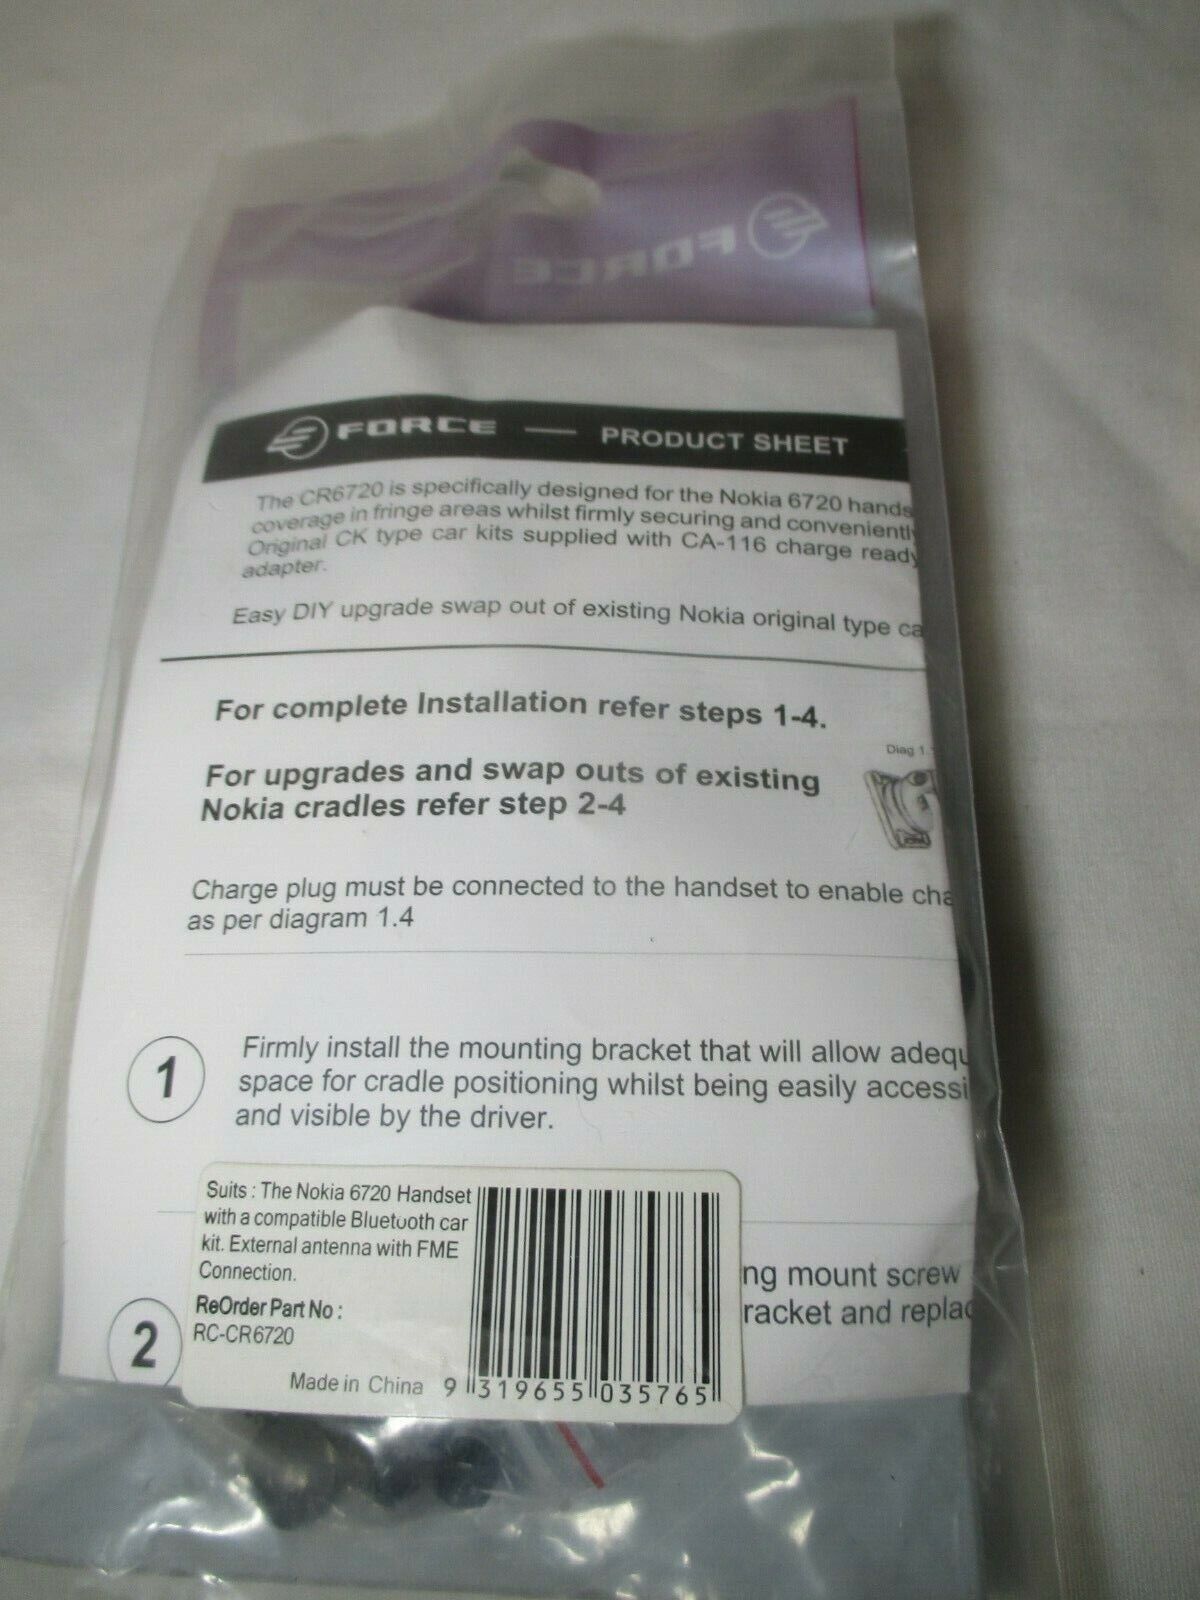 FORCE
FORCE — PRODUCT SHEET
The CR6720 is specifically designed for the Nokia 6720 hands
coverage in fringe areas whilst firmly securing and convenientl
Original CK type car kits supplied with CA-116 charge ready
adapter.
Easy DIY upgrade swap out of existing Nokia original type ca
For complete Installation refer steps 1-4.
For upgrades and swap outs of existing
Nokia cradles refer step 2-4
Diag 1.
Charge plug must be connected to the handset to enable cha
as per diagram 1.4
1
Firmly install the mounting bracket that will allow adequ
space for cradle positioning whilst being easily accessi
and visible by the driver.
2
ng mount screw
racket and replac
Suits : The Nokia 6720 Handset
with a compatible Bluetooth car
kit. External antenna with FME
Connection.
ReOrder Part No :
RC-CR6720
Made in China
9 319655 035765